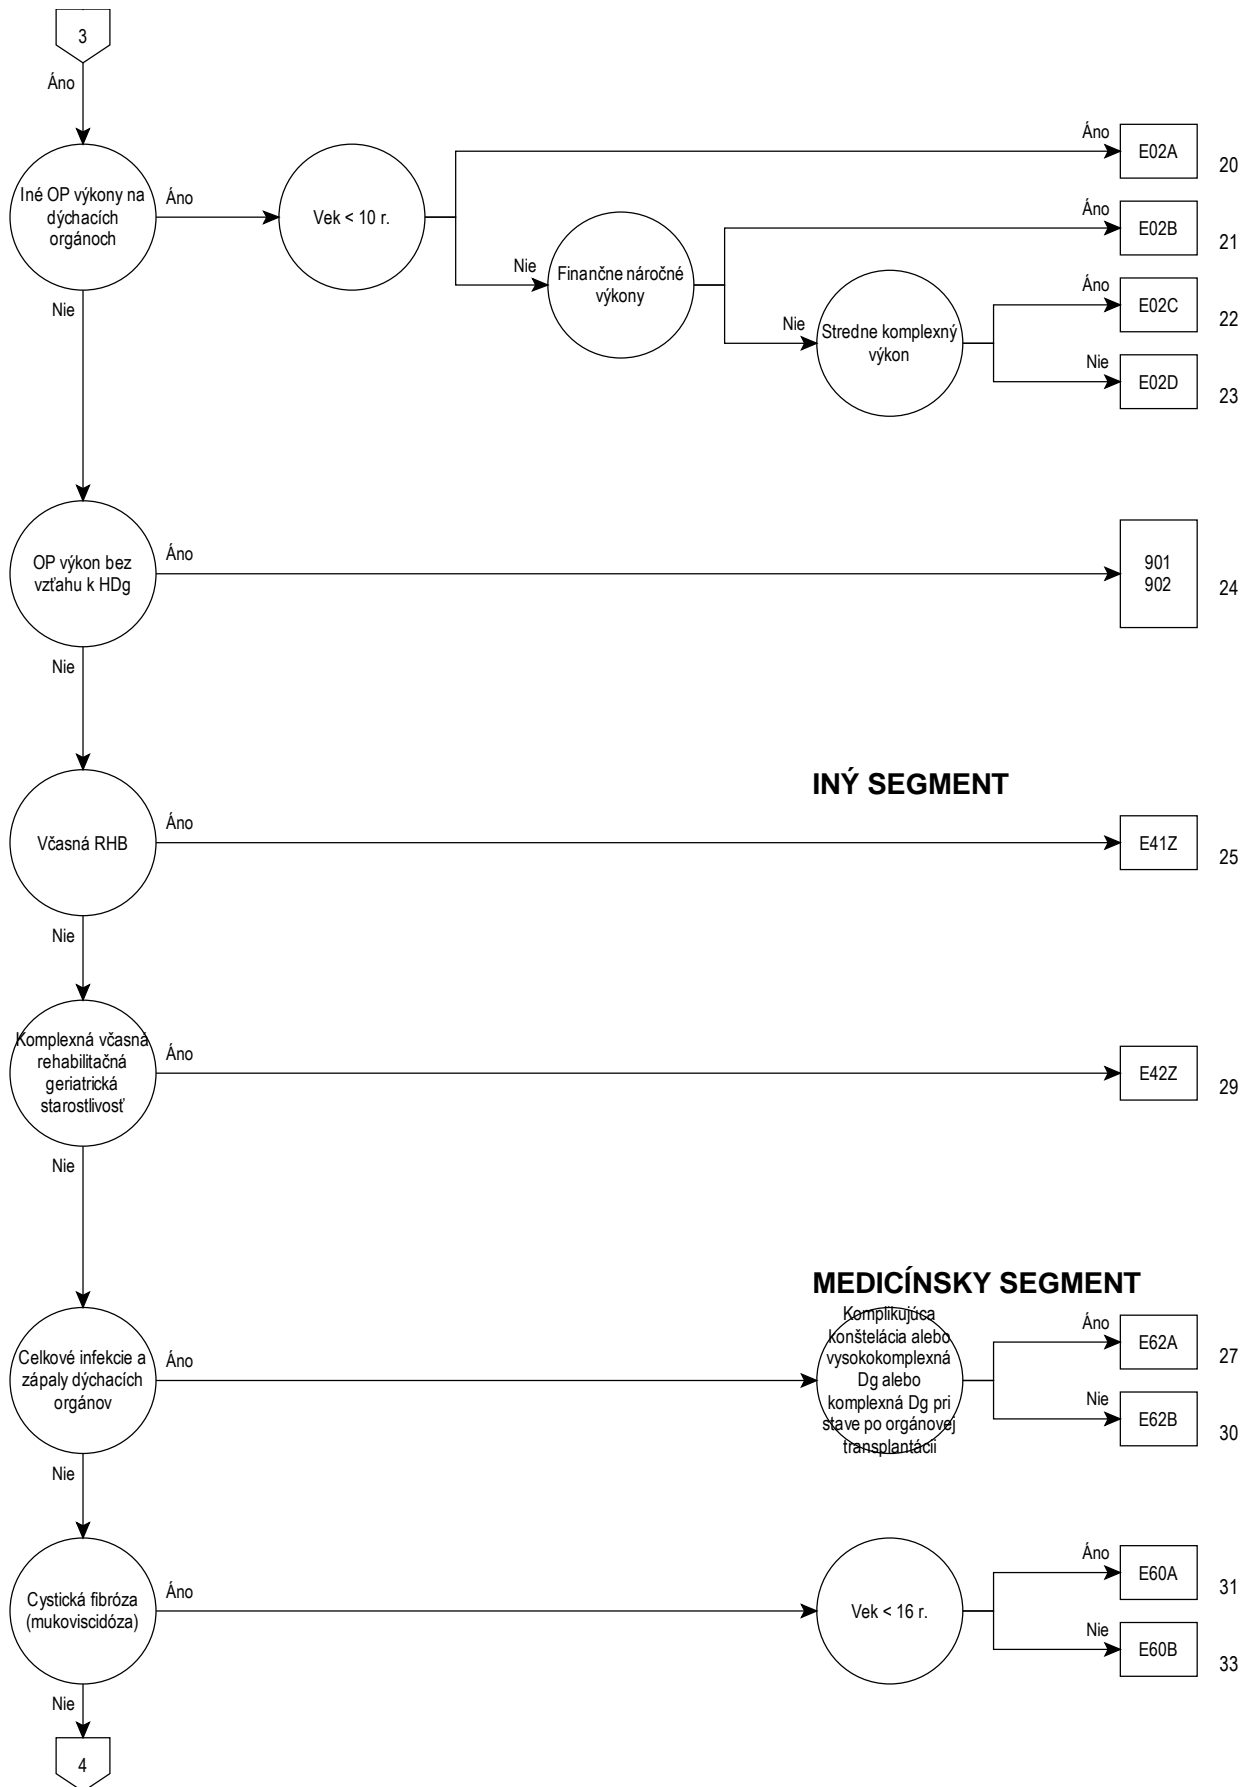 3
Áno
Iné OP výkony na
dýchacích
orgánoch
Áno
Vek < 10 r.
Áno
E02A
20
Nie
Finančne náročné
výkony
Áno
E02B
21
Nie
Stredne komplexný
výkon
Áno
E02C
22
Nie
E02D
23
Nie
OP výkon bez
vzťahu k HDg
Áno
901
902
24
Nie
INÝ SEGMENT
Včasná RHB
Áno
E41Z
25
Nie
Komplexná včasná
rehabilitačná
geriatrická
starostlivosť
Áno
E42Z
29
Nie
MEDICÍNSKY SEGMENT
Celkové infekcie a
zápaly dýchacích
orgánov
Áno
Komplikujúca
konštelácia alebo
vysokokomplexná
Dg alebo
komplexná Dg pri
stave po orgánovej
transplantácii
Áno
E62A
27
Nie
E62B
30
Nie
Cystická fibróza
(mukoviscidóza)
Áno
Vek < 16 r.
Áno
E60A
31
Nie
E60B
33
Nie
4